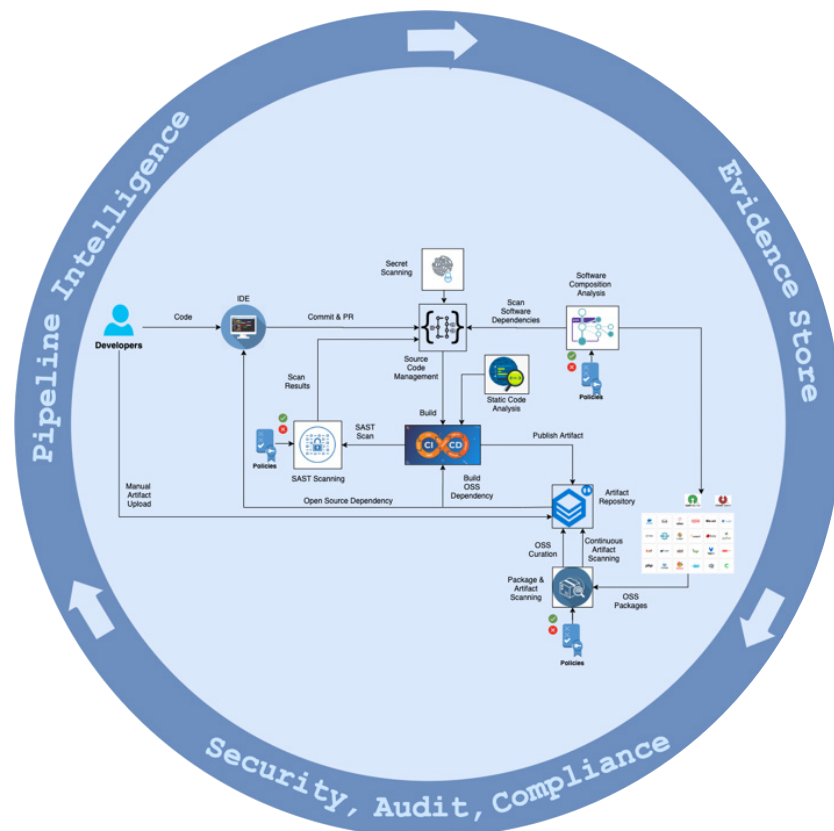 Pipeline Intelligence
Evidence Store
Security, Audit, Compliance
Secret
Scanning
Software
Composition
Analysis
IDE
Developers
Code
Commit & PR
Scan
Software
Dependencies
Source
Code
Management
Scan
Results
Static Code
Analysis
Policies
Build
SAST
Scan
CI
CD
Publish Artifact
Policies
SAST Scanning
Build
OSS
Dependency
Manual
Artifact
Upload
Open Source Dependency
Artifact
Repository
OSS
Curation
Continuous
Artifact
Scanning
Package &
Artifact
Scanning
OSS
Packages
php
Policies